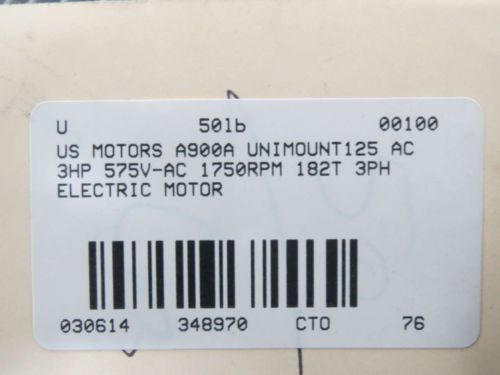 U 501b 00100
US MOTORS A900A UNIMOUNT125 AC
3HP 575V-AC 1750RPM 182T 3PH
ELECTRIC MOTOR
030614 348970 CTO 76